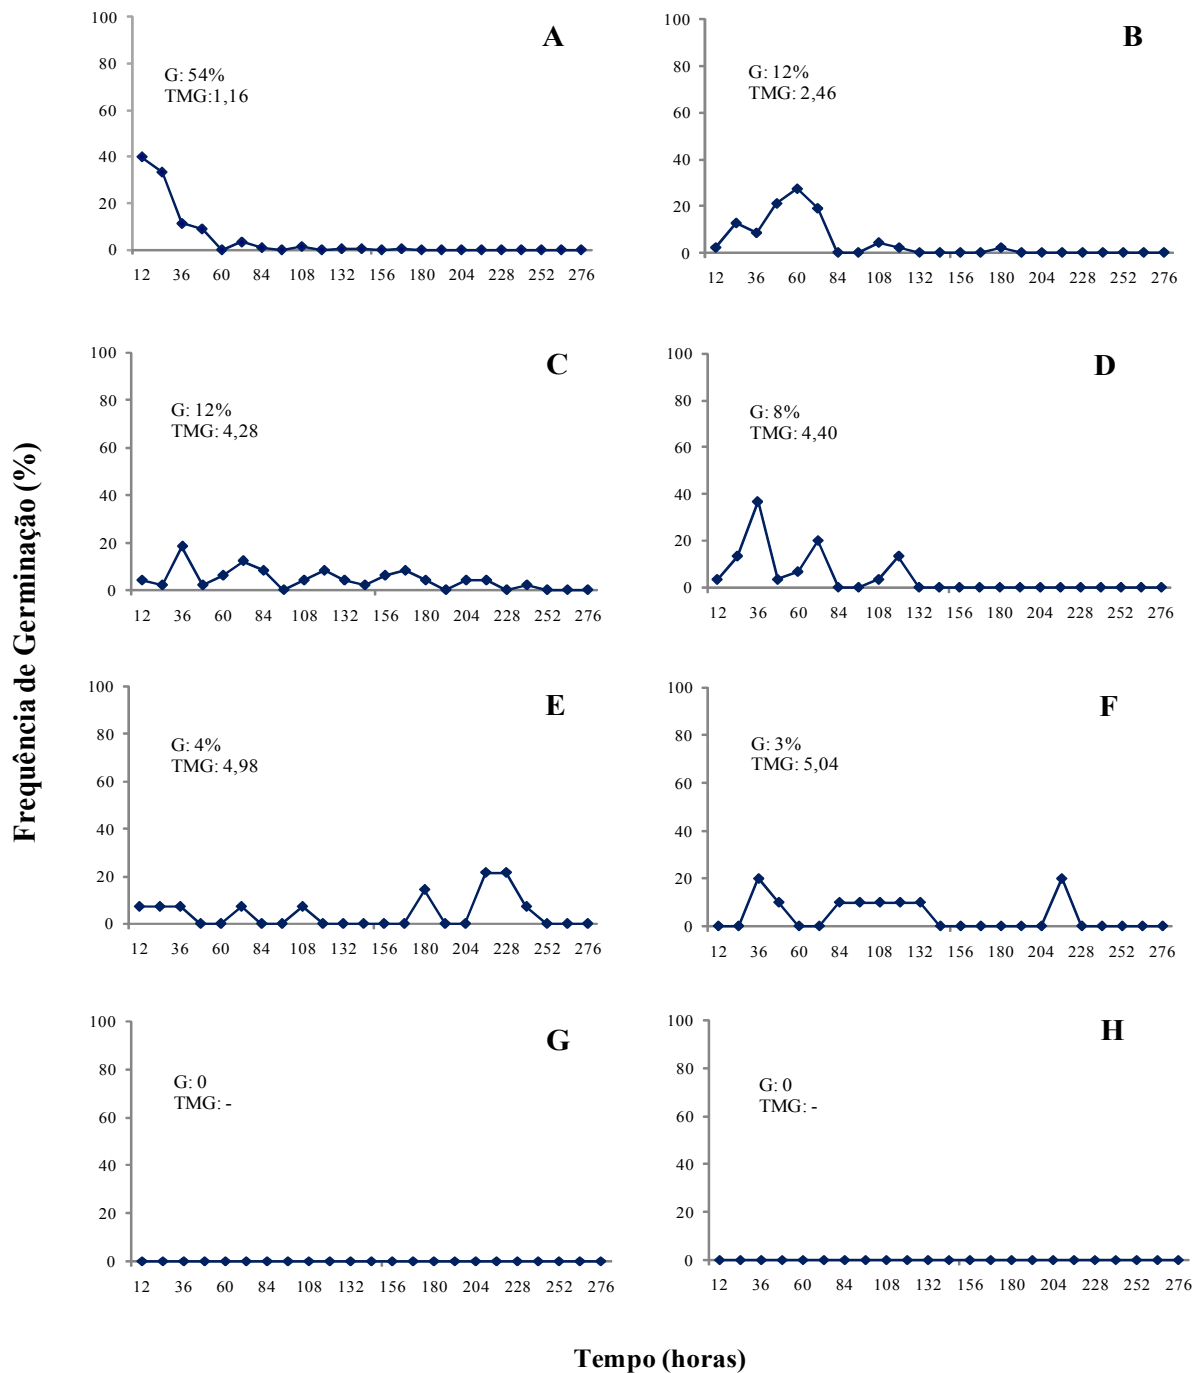 Frequência de Germinação (%)
A
G: 54%
TMG:1,16
100
80
60
40
20
0
12 36 60 84 108 132 156 180 204 228 252 276
B
G: 12%
TMG: 2,46
100
80
60
40
20
0
12 36 60 84 108 132 156 180 204 228 252 276
C
G: 12%
TMG: 4,28
100
80
60
40
20
0
12 36 60 84 108 132 156 180 204 228 252 276
D
G: 8%
TMG: 4,40
100
80
60
40
20
0
12 36 60 84 108 132 156 180 204 228 252 276
E
G: 4%
TMG: 4,98
100
80
60
40
20
0
12 36 60 84 108 132 156 180 204 228 252 276
F
G: 3%
TMG: 5,04
100
80
60
40
20
0
12 36 60 84 108 132 156 180 204 228 252 276
G
G: 0
TMG: -
100
80
60
40
20
0
12 36 60 84 108 132 156 180 204 228 252 276
H
G: 0
TMG: -
100
80
60
40
20
0
12 36 60 84 108 132 156 180 204 228 252 276
Tempo (horas)